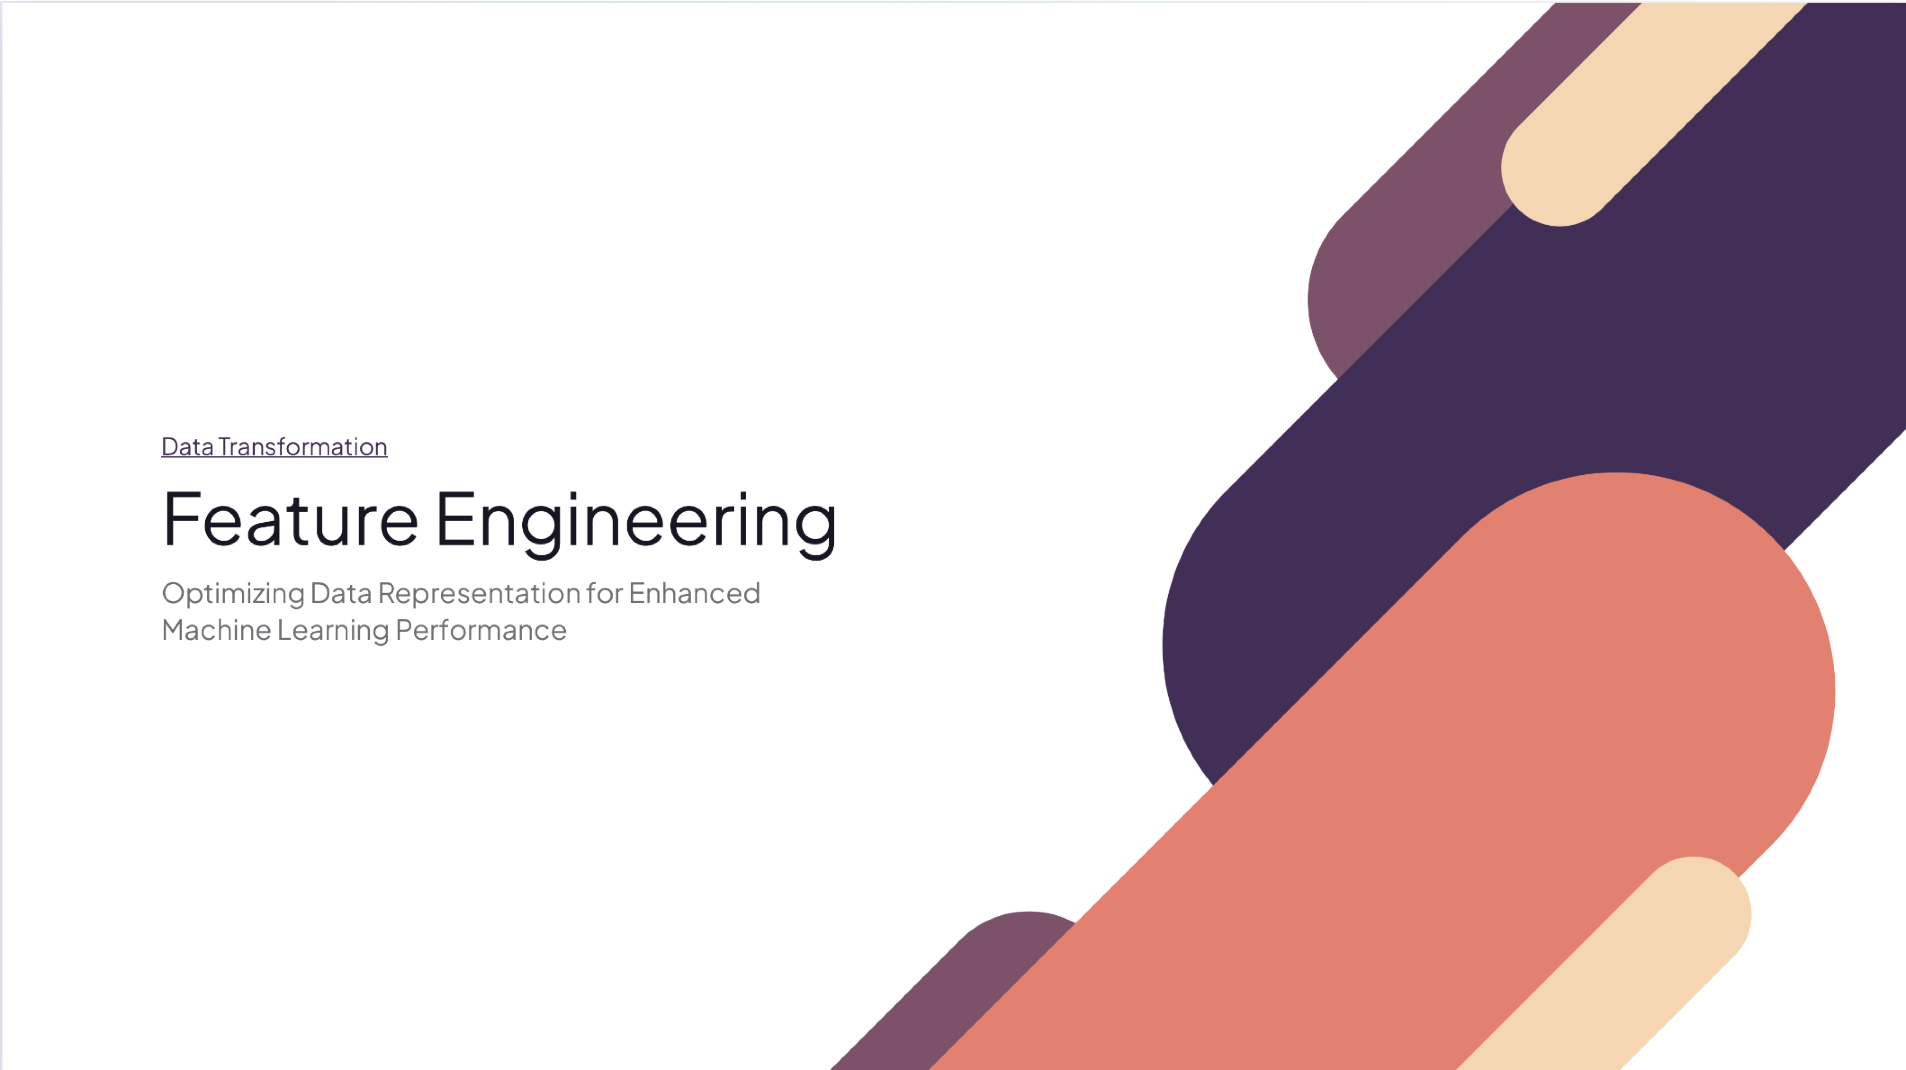 Data Transformation
Feature Engineering
Optimizing Data Representation for Enhanced
Machine Learning Performance